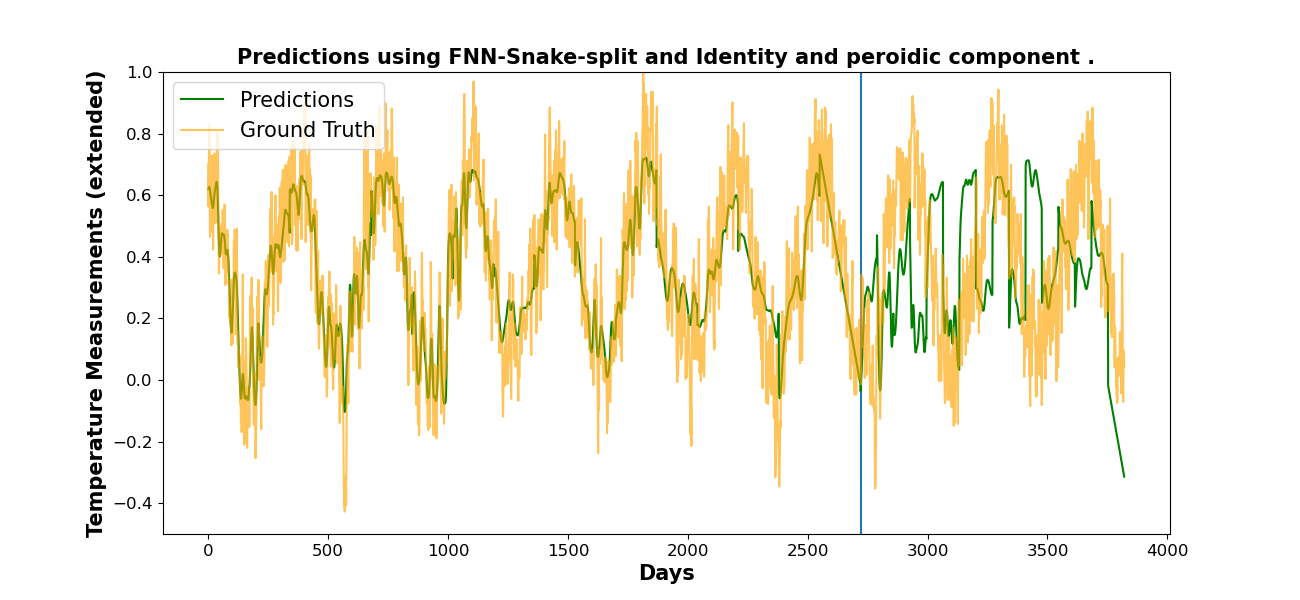 Predictions using FNN-Snake-split and Identity and peroidic component .
Temperature Measurements (extended)
1.0
0.8
0.6
0.4
0.2
0.0
−0.2
−0.4
Predictions
Ground Truth
0 500 1000 1500 2000 2500 3000 3500 4000
Days